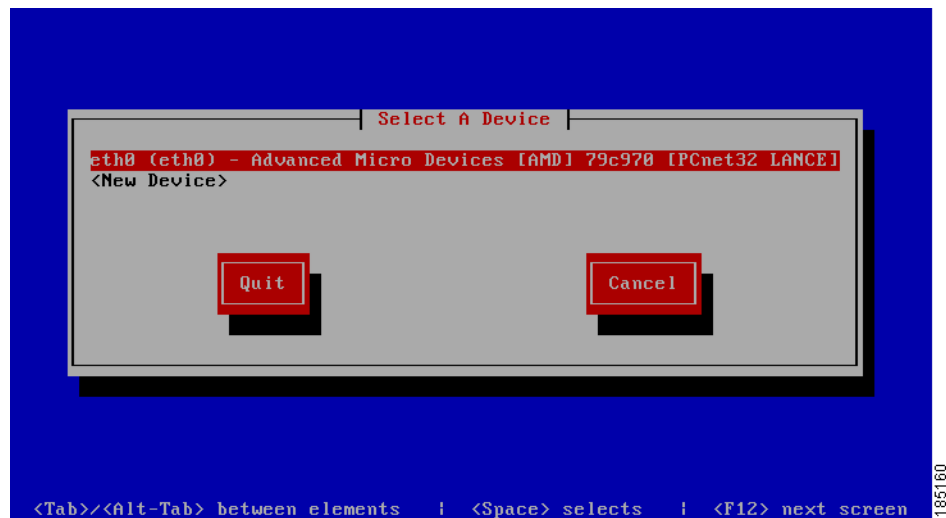 Select A Device
eth0 (eth0) - Advanced Micro Devices [AMD] 79c970 [PCnet32 LANCE]
<New Device>
Quit Cancel
<Tab>/<Alt-Tab> between elements | <Space> selects | <F12> next screen
185160